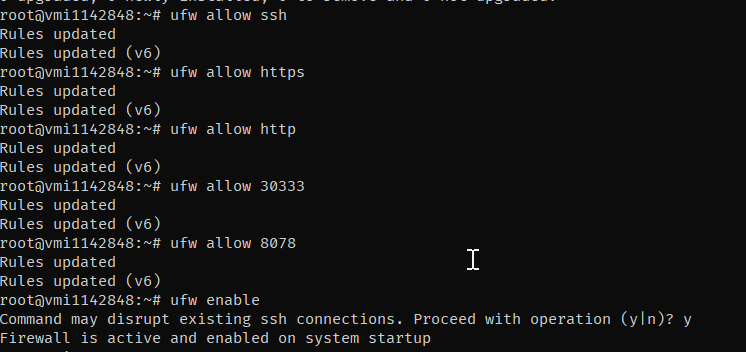 root@vmi1142848:~# ufw allow ssh
Rules updated
Rules updated (v6)
root@vmi1142848:~# ufw allow https
Rules updated
Rules updated (v6)
root@vmi1142848:~# ufw allow http
Rules updated
Rules updated (v6)
root@vmi1142848:~# ufw allow 30333
Rules updated
Rules updated (v6)
root@vmi1142848:~# ufw allow 8078
Rules updated
Rules updated (v6)
root@vmi1142848:~# ufw enable
Command may disrupt existing ssh connections. Proceed with operation (y|n)? y
Firewall is active and enabled on system startup